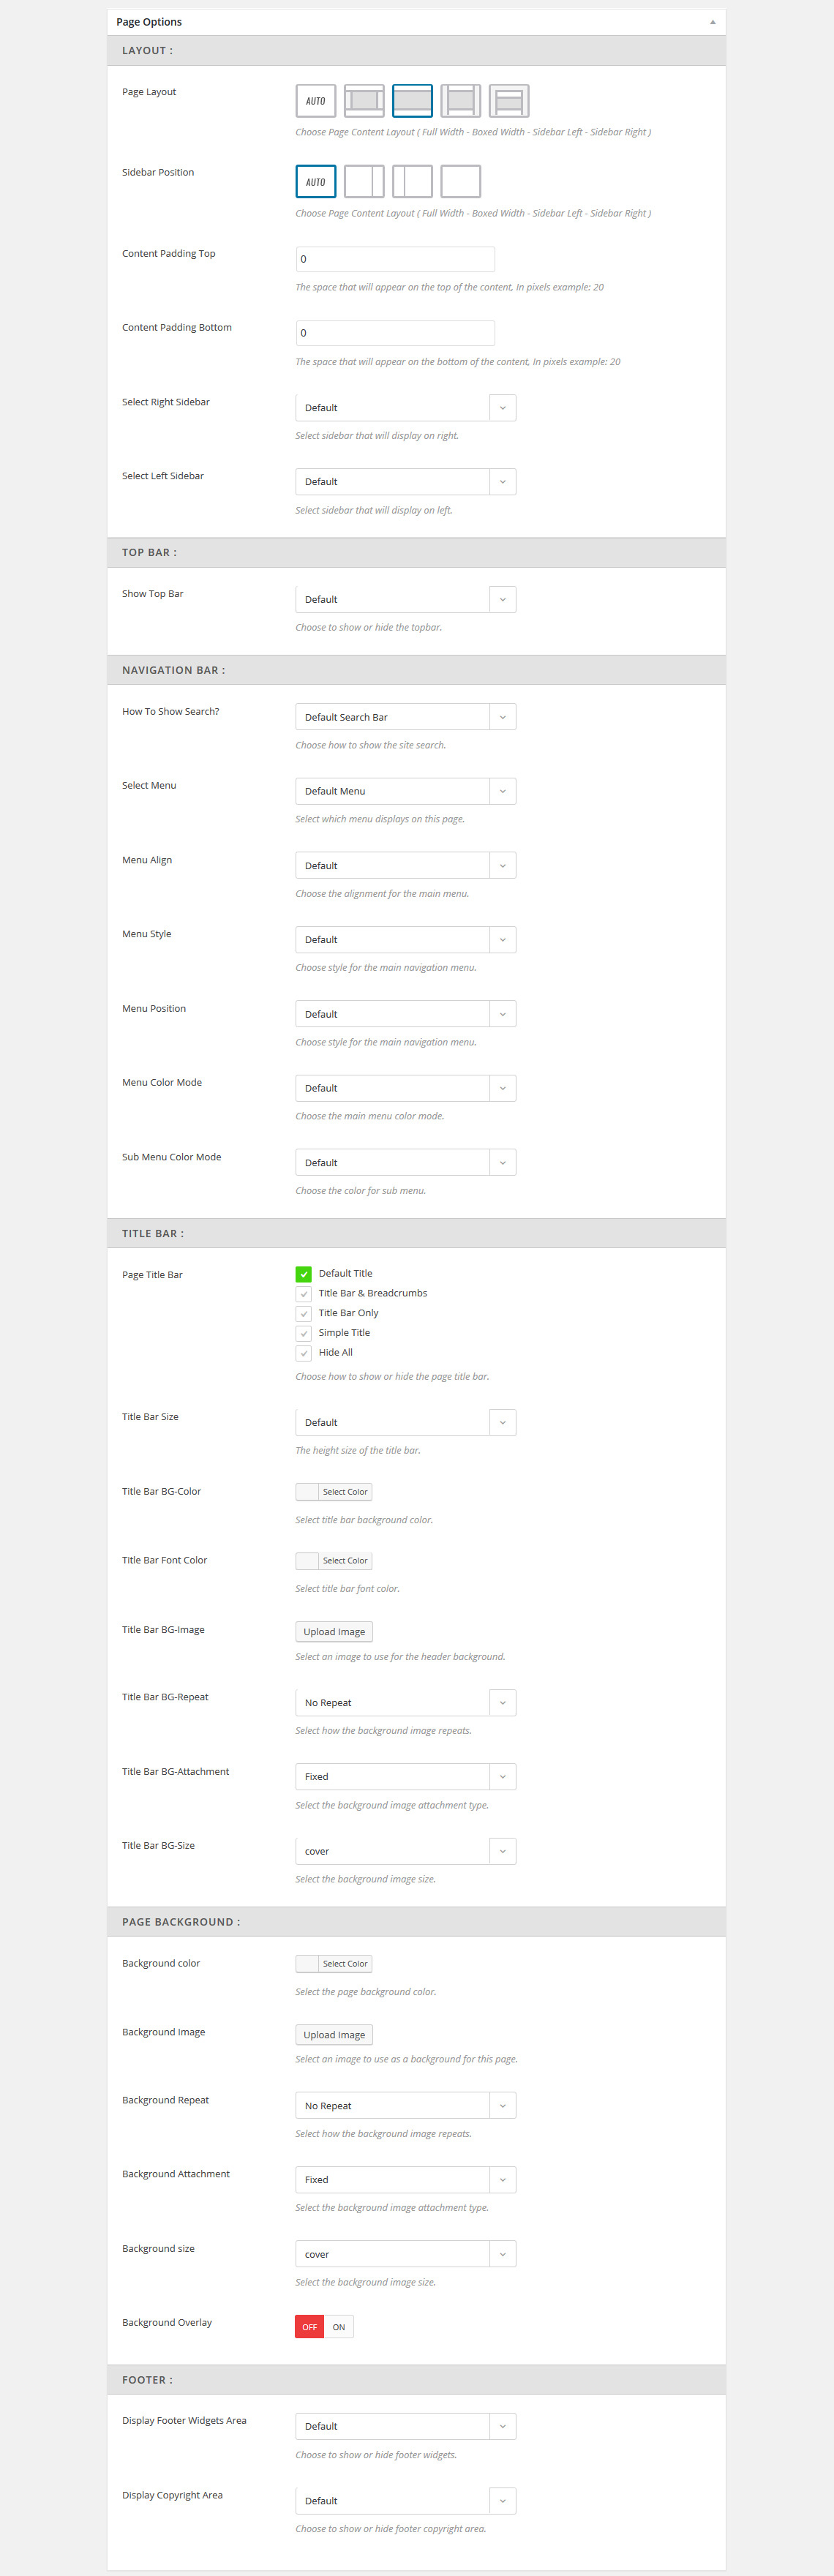 Page Options
LAYOUT :
Page Layout
AUTO
Choose Page Content Layout ( Full Width - Boxed Width - Sidebar Left - Sidebar Right )
Sidebar Position
AUTO
Choose Page Content Layout ( Full Width - Boxed Width - Sidebar Left - Sidebar Right )
Content Padding Top
0
The space that will appear on the top of the content, In pixels example: 20
Content Padding Bottom
0
The space that will appear on the bottom of the content, In pixels example: 20
Select Right Sidebar
Default
Select sidebar that will display on right.
Select Left Sidebar
Default
Select sidebar that will display on left.
TOP BAR :
Show Top Bar
Default
Choose to show or hide the topbar.
NAVIGATION BAR :
How To Show Search?
Default Search Bar
Choose how to show the site search.
Select Menu
Default Menu
Select which menu displays on this page.
Menu Align
Default
Choose the alignment for the main menu.
Menu Style
Default
Choose style for the main navigation menu.
Menu Position
Default
Choose style for the main navigation menu.
Menu Color Mode
Default
Choose the main menu color mode.
Sub Menu Color Mode
Default
Choose the color for sub menu.
TITLE BAR :
Page Title Bar
Default Title
Title Bar & Breadcrumbs
Title Bar Only
Simple Title
Hide All
Choose how to show or hide the page title bar.
Title Bar Size
Default
The height size of the title bar.
Title Bar BG-Color
Select Color
Select title bar background color.
Title Bar Font Color
Select Color
Select title bar font color.
Title Bar BG-Image
Upload Image
Select an image to use for the header background.
Title Bar BG-Repeat
No Repeat
Select how the background image repeats.
Title Bar BG-Attachment
Fixed
Select the background image attachment type.
Title Bar BG-Size
cover
Select the background image size.
PAGE BACKGROUND :
Background color
Select Color
Select the page background color.
Background Image
Upload Image
Select an image to use as a background for this page.
Background Repeat
No Repeat
Select how the background image repeats.
Background Attachment
Fixed
Select the background image attachment type.
Background size
cover
Select the background image size.
Background Overlay
OFF ON
FOOTER :
Display Footer Widgets Area
Default
Choose to show or hide footer widgets.
Display Copyright Area
Default
Choose to show or hide footer copyright area.